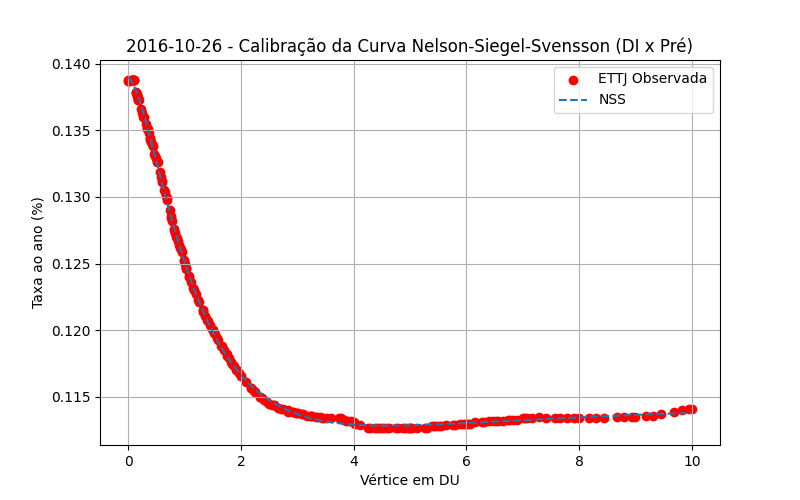 2016-10-26 - Calibração da Curva Nelson-Siegel-Svensson (DI x Pré)
ETTJ Observada
NSS
Taxa ao ano (%)
0.140
0.135
0.130
0.125
0.120
0.115
0
2
4
6
8
10
Vértice em DU